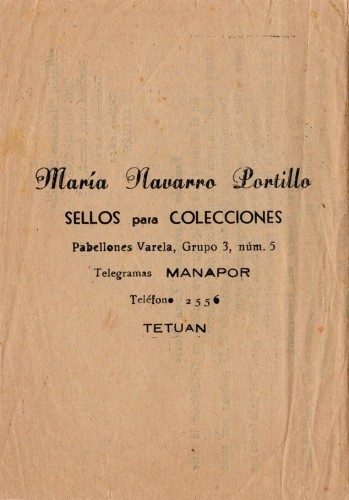 María Navarro Portillo
SELLOS para COLECCIONES
Pabellones Varela, Grupo 3, núm. 5
Telegramas MANAPOR
Teléfono 2556
TETUAN